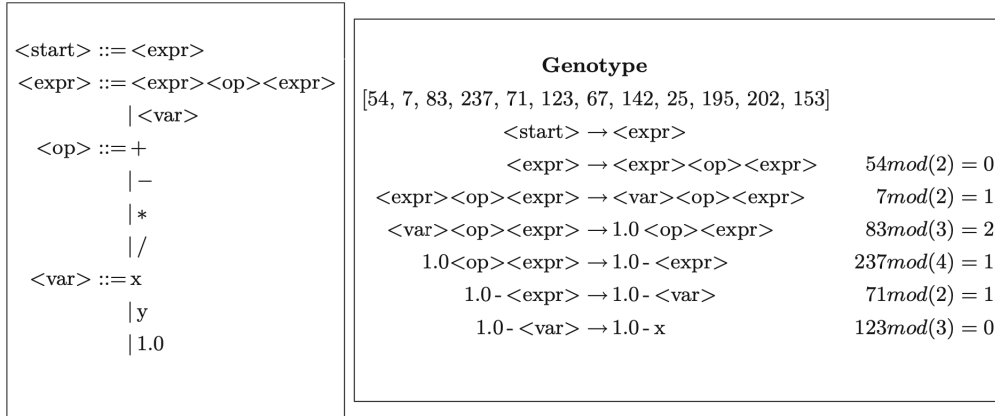 <start> ::= <expr>
<expr> ::= <expr><op><expr>
| <var>
<op> ::= +
| −
| *
| /
<var> ::= x
| y
| 1.0
Genotype
[54, 7, 83, 237, 71, 123, 67, 142, 25, 195, 202, 153]
<start> → <expr>
<expr> → <expr><op><expr> 54mod(2) = 0
<expr><op><expr> → <var><op><expr> 7mod(2) = 1
<var><op><expr> → 1.0 <op><expr> 83mod(3) = 2
1.0<op><expr> → 1.0 - <expr> 237mod(4) = 1
1.0 - <expr> → 1.0 - <var> 71mod(2) = 1
1.0 - <var> → 1.0 - x 123mod(3) = 0